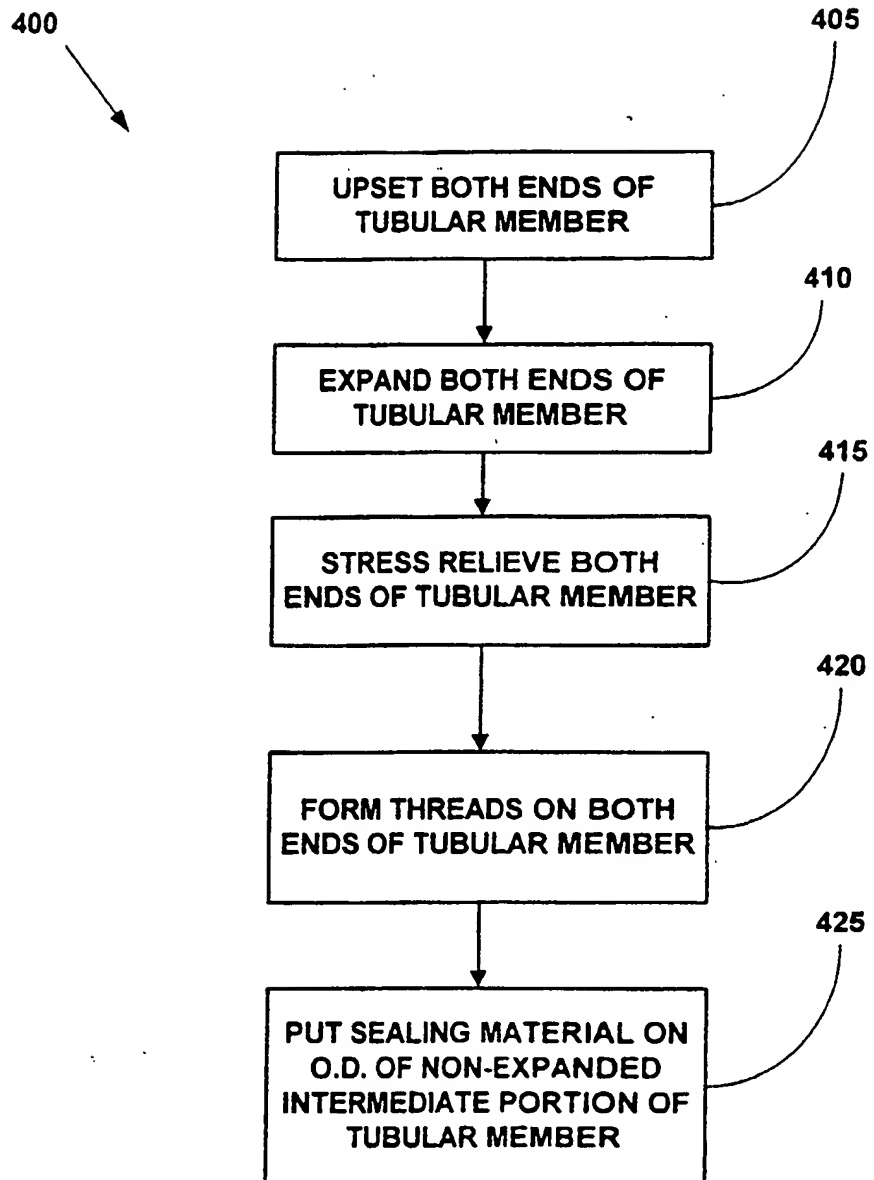 400
405
UPSET BOTH ENDS OF
TUBULAR MEMBER
410
EXPAND BOTH ENDS OF
TUBULAR MEMBER
415
STRESS RELIEVE BOTH
ENDS OF TUBULAR MEMBER
420
FORM THREADS ON BOTH
ENDS OF TUBULAR MEMBER
425
PUT SEALING MATERIAL ON
O.D. OF NON-EXPANDED
INTERMEDIATE PORTION OF
TUBULAR MEMBER